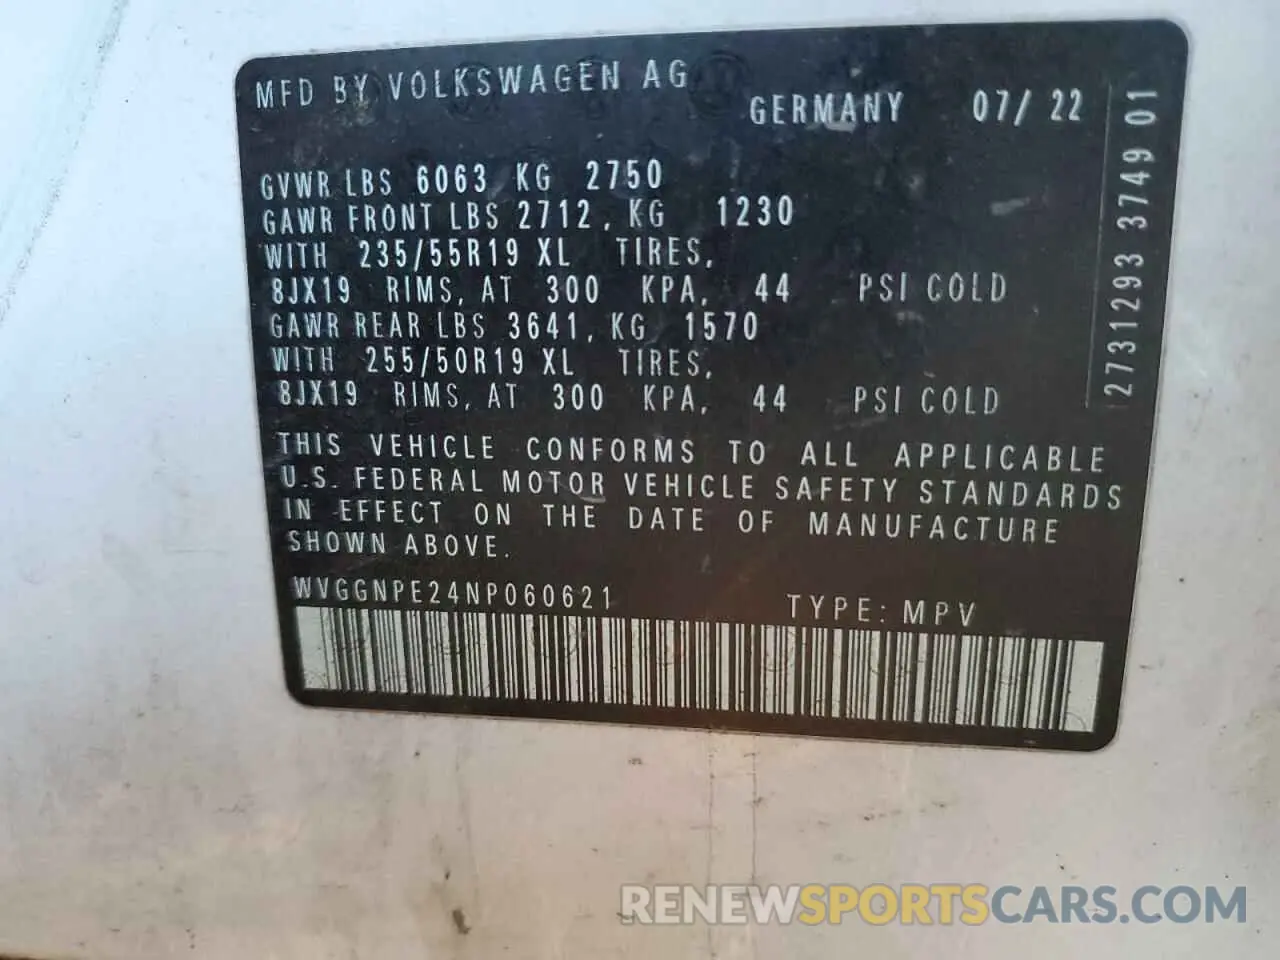 MFD BY VOLKSWAGEN AG
GERMANY 07/ 22
GVWR LBS 6063 KG 2750
GAWR FRONT LBS 2712, KG 1230
WITH 235/55R19 XL TIRES,
8JX19 RIMS, AT 300 KPA, 44 PSI COLD
GAWR REAR LBS 3641, KG 1570
WITH 255/50R19 XL TIRES,
8JX19 RIMS, AT 300 KPA, 44 PSI COLD
THIS VEHICLE CONFORMS TO ALL APPLICABLE
U.S. FEDERAL MOTOR VEHICLE SAFETY STANDARDS
IN EFFECT ON THE DATE OF MANUFACTURE
SHOWN ABOVE.
WVGGNPE24NP060621 TYPE: MPV
2731293 3749 01
RENEWSPORTSCARS.COM